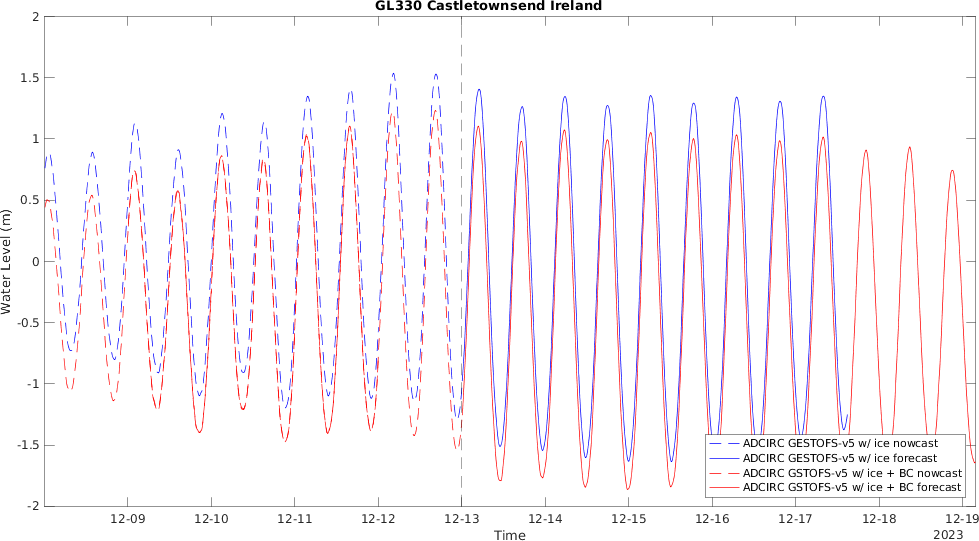 GL330 Castletownsend Ireland
2
1.5
1
0.5
0
-0.5
-1
-1.5
-2
Water Level (m)
ADCIRC GESTOFS-v5 w/ ice nowcast
ADCIRC GESTOFS-v5 w/ ice forecast
ADCIRC GSTOFS-v5 w/ ice + BC nowcast
ADCIRC GSTOFS-v5 w/ ice + BC forecast
12-09 12-10 12-11 12-12 12-13 12-14 12-15 12-16 12-17 12-18 12-19
Time
2023